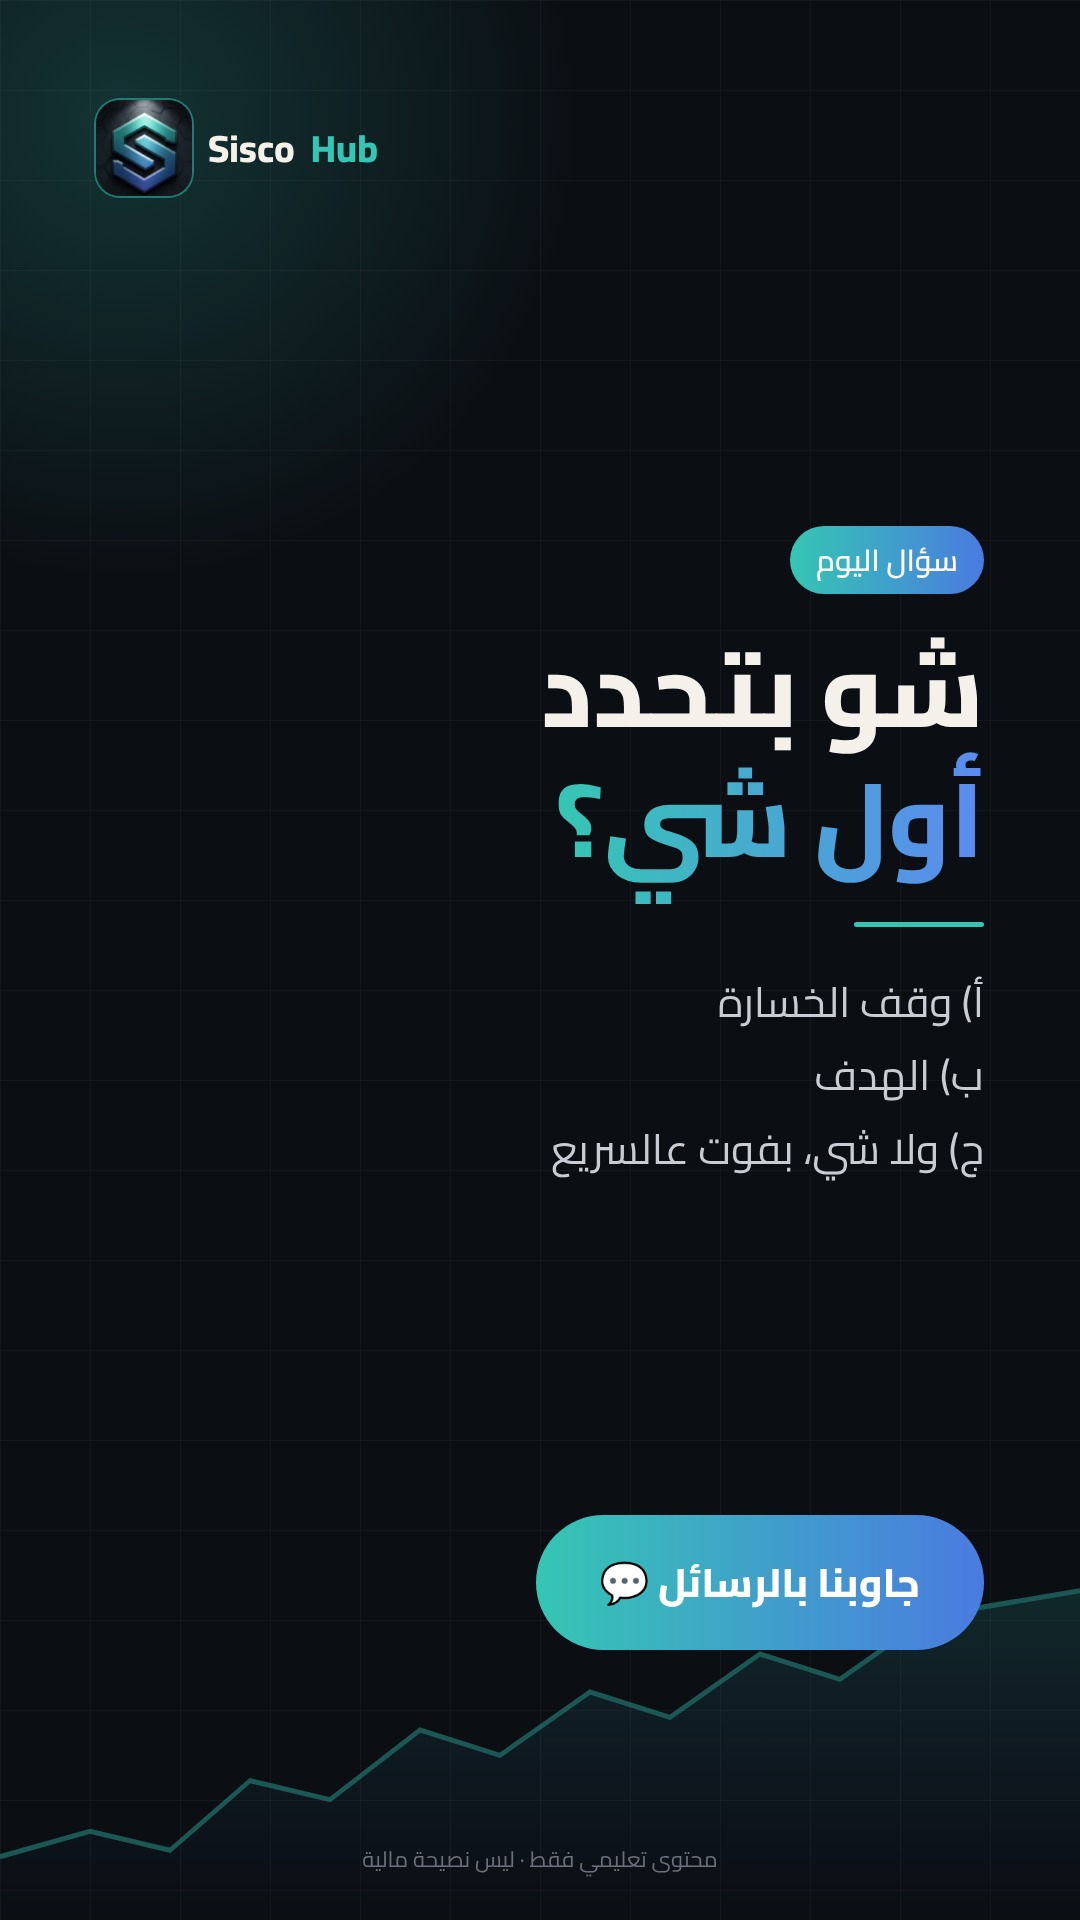 Sisco Hub
سؤال اليوم
شو بتحدد
أول شي؟
أ) وقف الخسارة
ب) الهدف
ج) ولا شي، بفوت عالسريع
جاوبنا بالرسائل 💬
محتوى تعليمي فقط · ليس نصيحة مالية